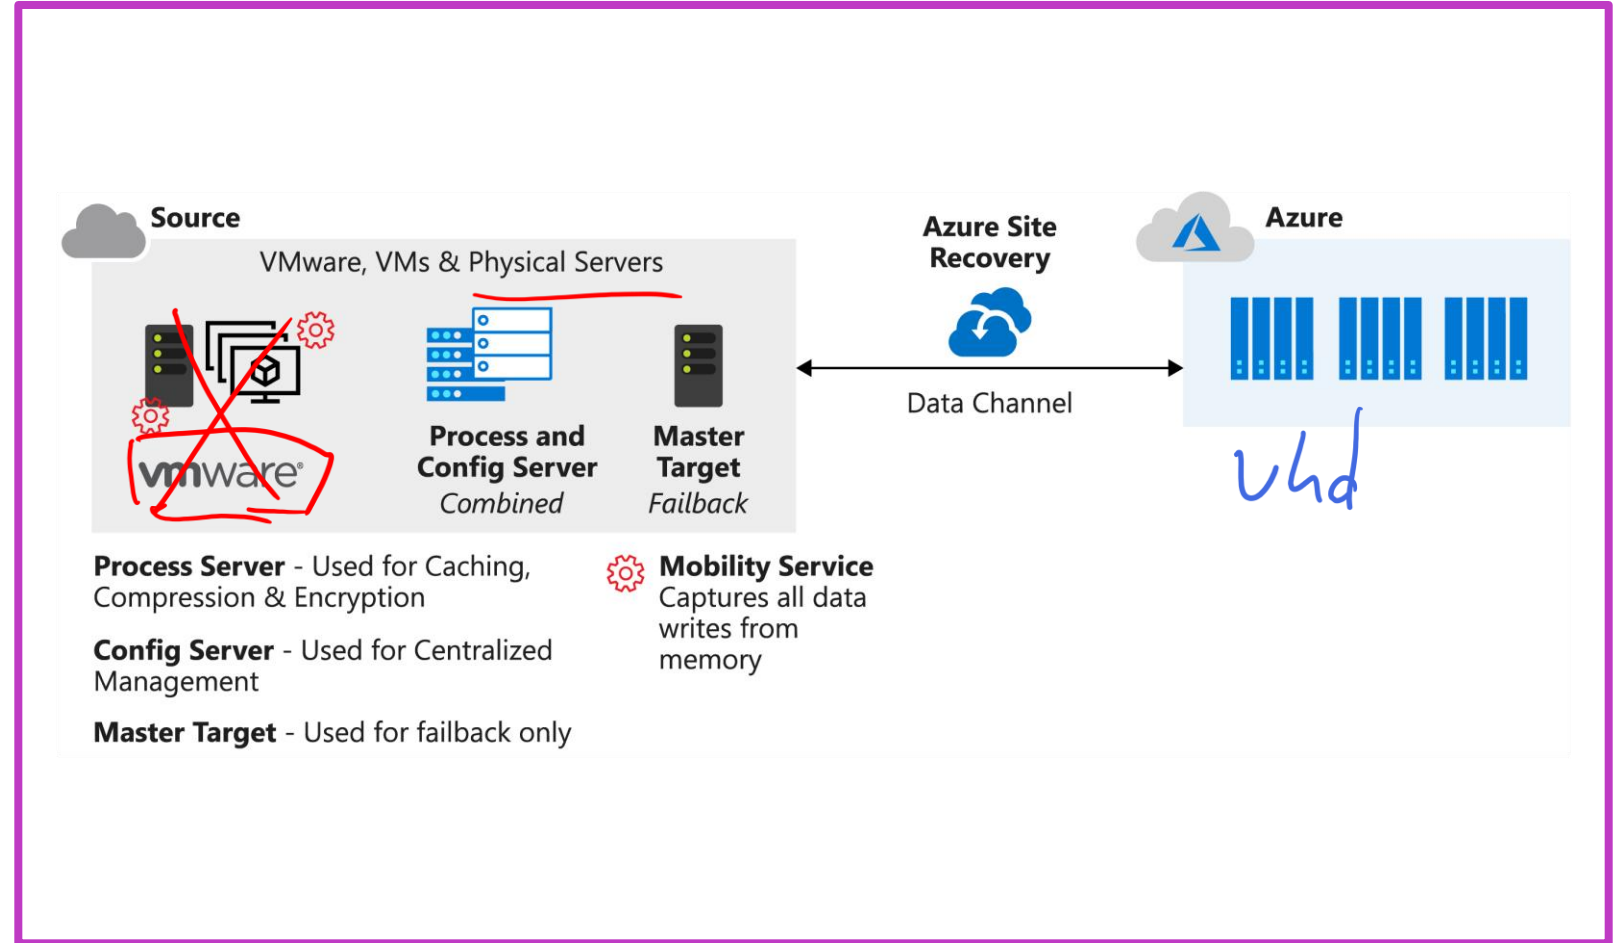 Source
VMware, VMs & Physical Servers
vmware®
Process and
Config Server
Combined
Master
Target
Failback
Azure Site
Recovery
Data Channel
Azure
vhd
Process Server - Used for Caching,
Compression & Encryption
Config Server - Used for Centralized
Management
Master Target - Used for failback only
Mobility Service
Captures all data
writes from
memory